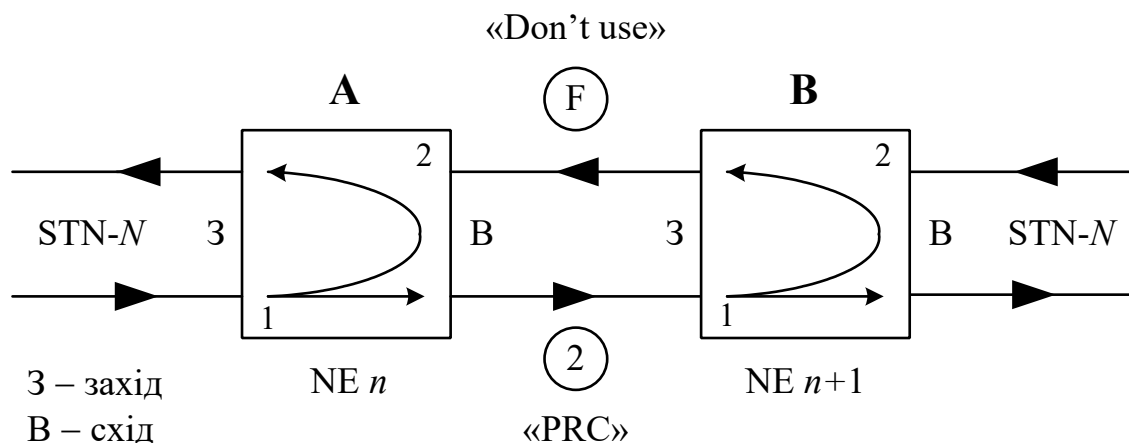 «Don’t use»
A
F
B
2
2
STN-N
З
В
З
В
STN-N
1
1
З – захід
NE n
2
NE n+1
В – схід
«PRC»